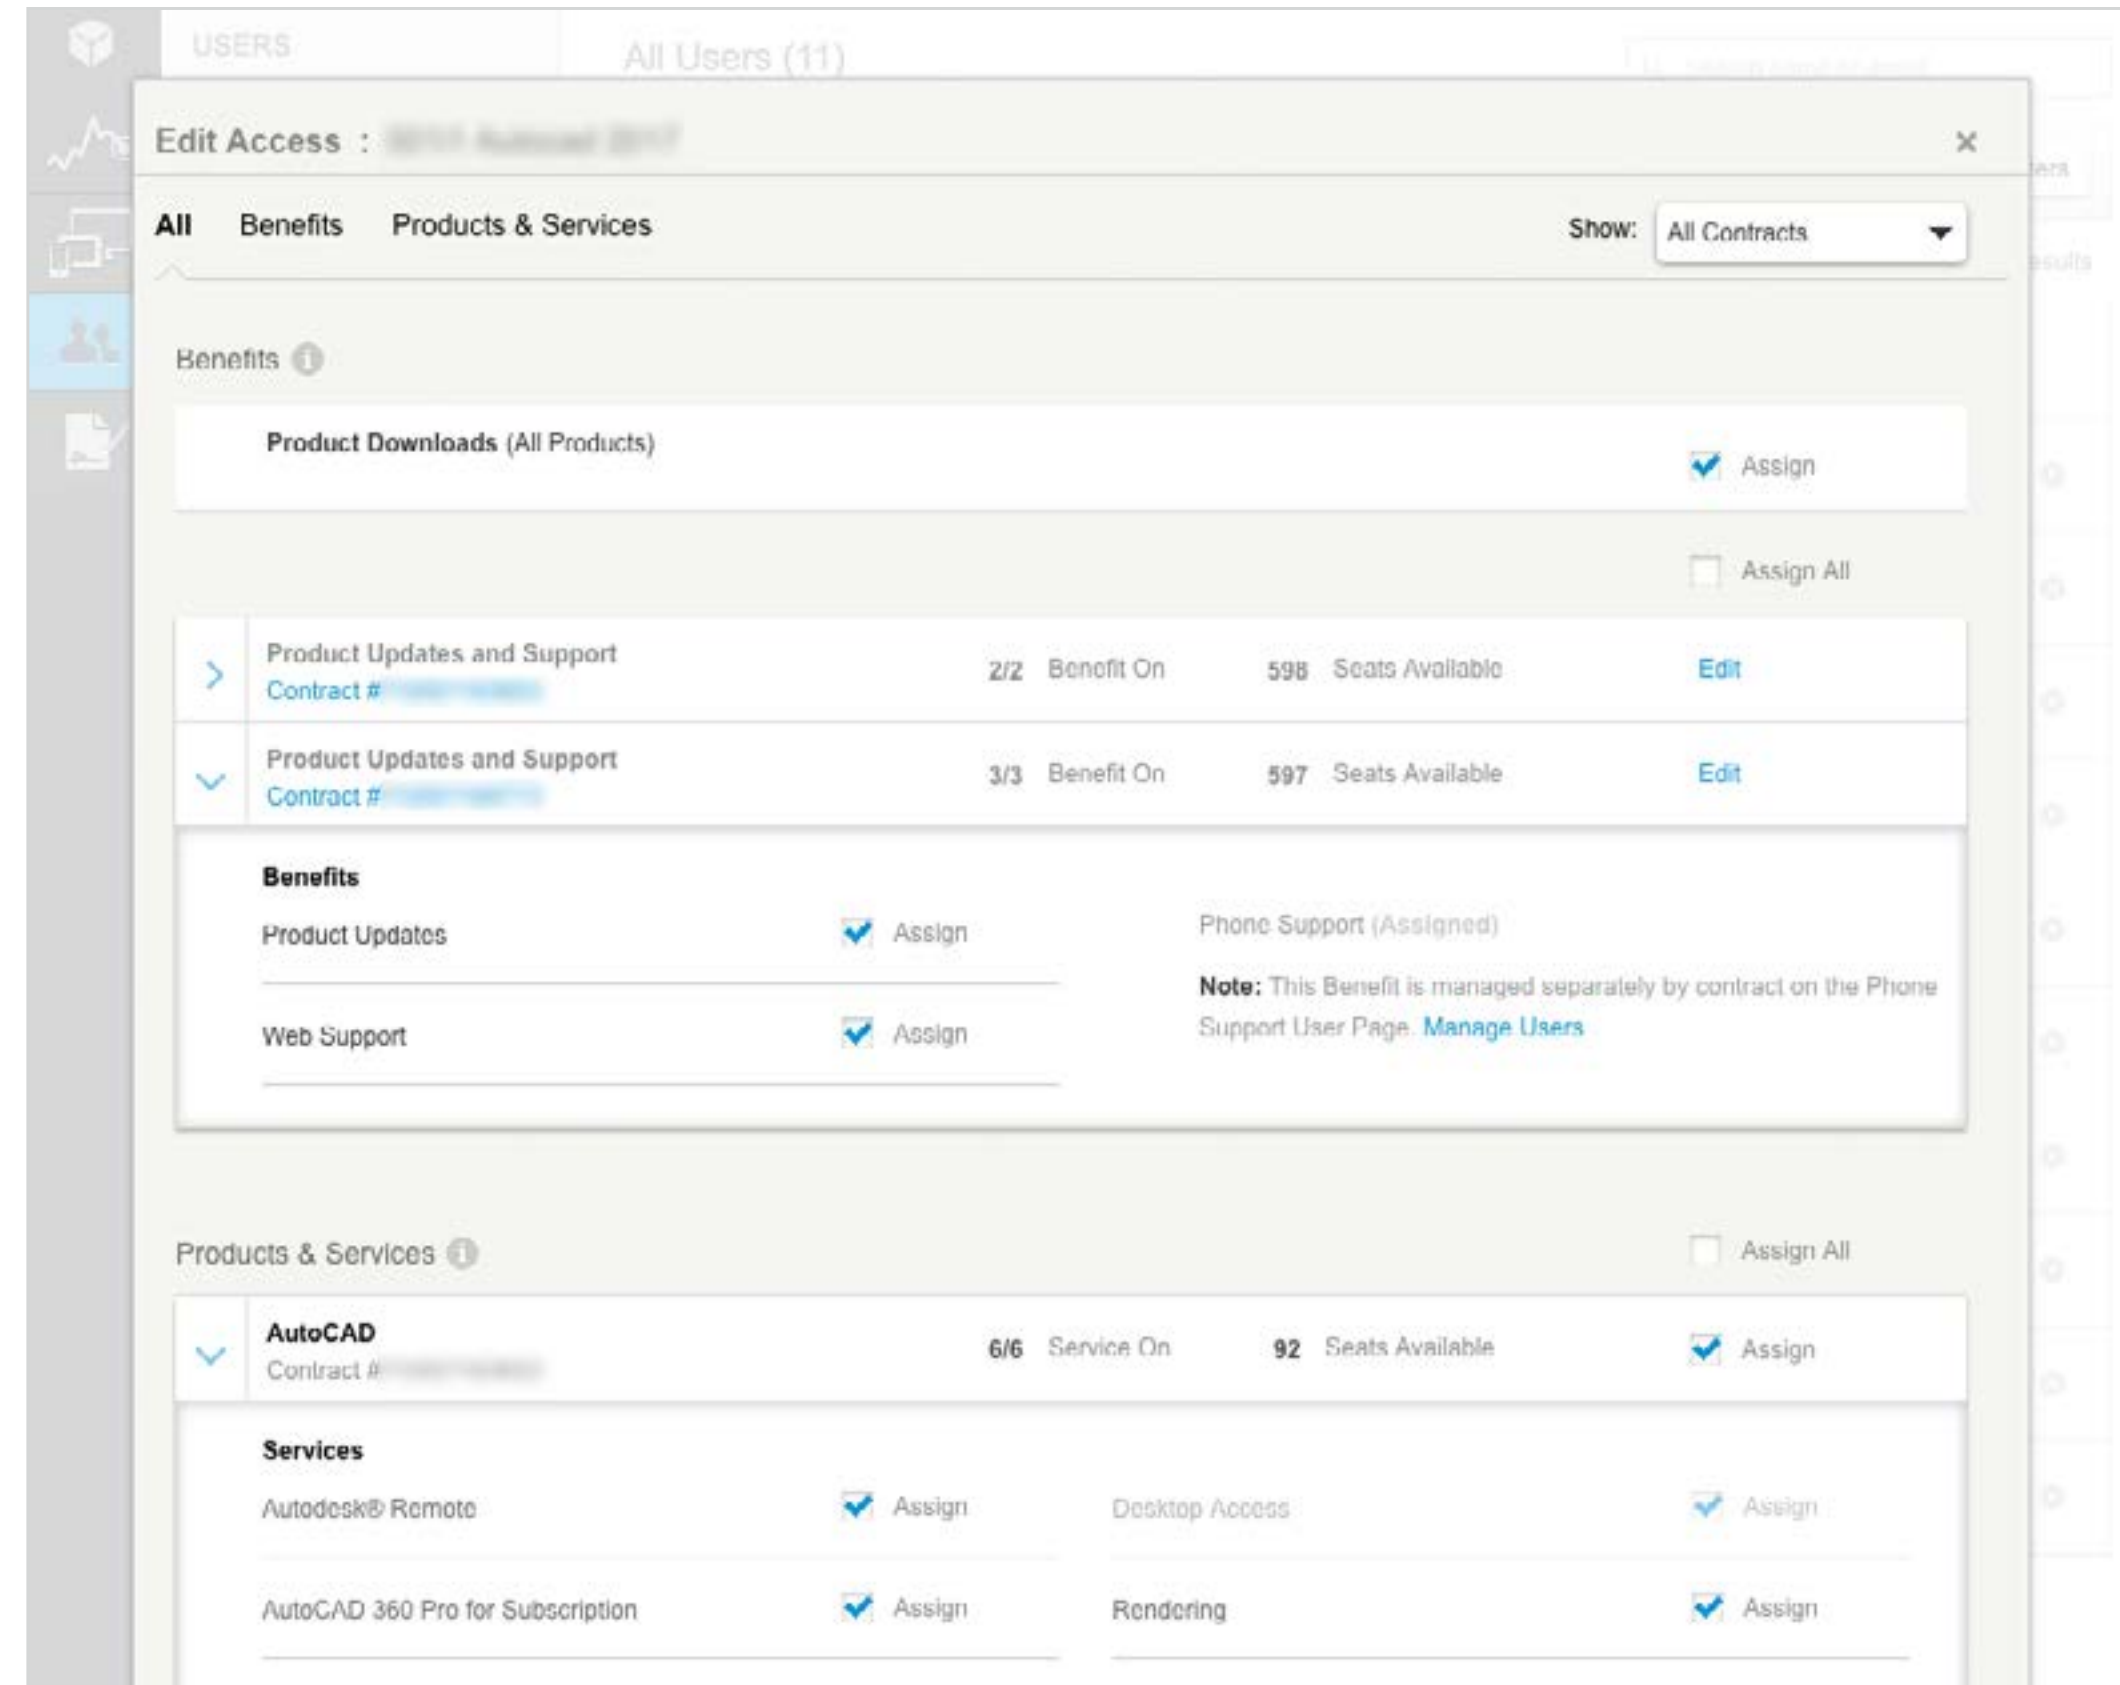 USERS
All Users (11)
Edit Access :
All Benefits Products & Services Show: All Contracts
Benefits
Product Downloads (All Products)
Assign
Assign All
Product Updates and Support
Contract #
2/2 Benefit On 598 Seats Available Edit
Product Updates and Support
Contract #
3/3 Benefit On 597 Seats Available Edit
Benefits
Product Updates Assign
Web Support Assign
Phone Support (Assigned)
Note: This Benefit is managed separately by contract on the Phone
Support User Page. Manage Users
Products & Services Assign All
AutoCAD
Contract #
6/6 Service On 92 Seats Available Assign
Services
Autodesk® Remote Assign Desktop Access Assign
AutoCAD 360 Pro for Subscription Assign Rendering Assign